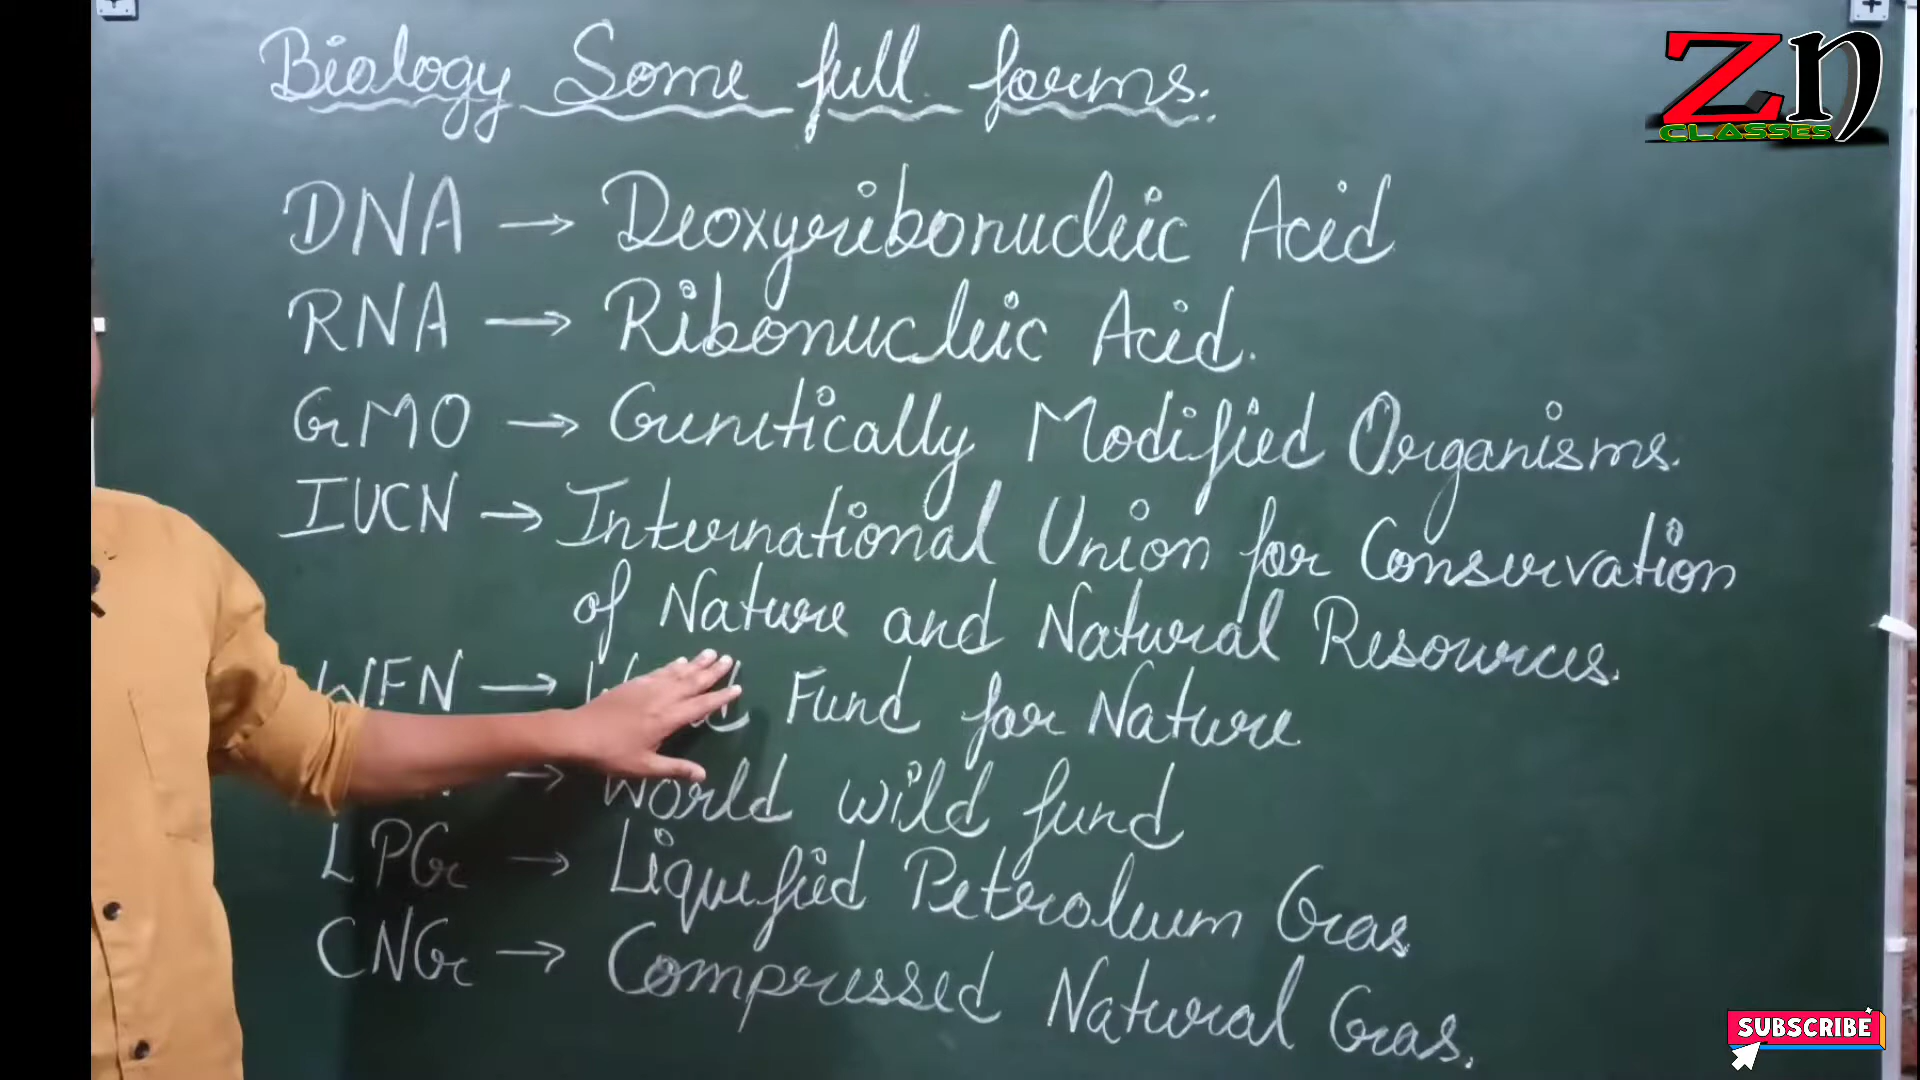 Biology Some full forms.
DNA → Deoxyribonucleic Acid
RNA → Ribonucleic Acid.
GMO → Genetically Modified Organisms.
IUCN → International Union for Conservation
of Nature and Natural Resources.
WFN → Fund for Nature
→ World wild fund
LPG → Liquefied Petroleum Gas
CNG → Compressed Natural Gas.
Zn
CLASSES
SUBSCRIBE